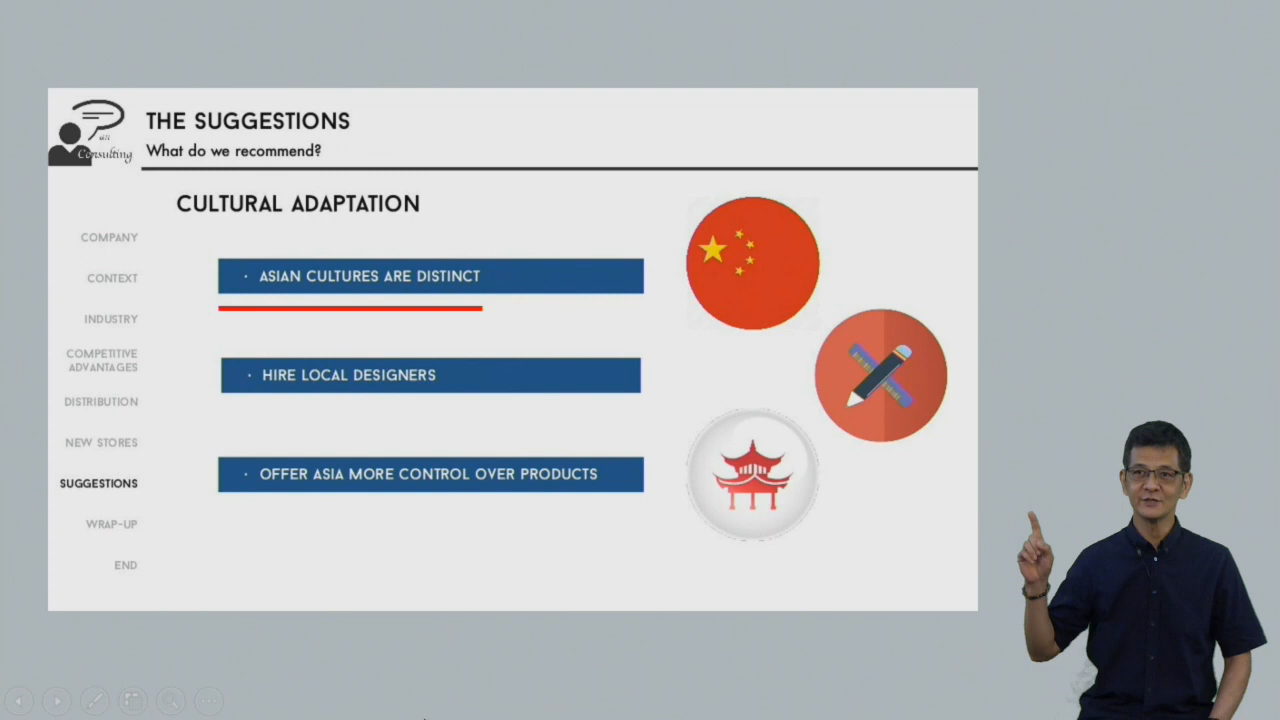 THE SUGGESTIONS
What do we recommend?
Consulting
CULTURAL ADAPTATION
COMPANY
CONTEXT
INDUSTRY
COMPETITIVE
ADVANTAGES
DISTRIBUTION
NEW STORES
SUGGESTIONS
WRAP-UP
END
· ASIAN CULTURES ARE DISTINCT
· HIRE LOCAL DESIGNERS
· OFFER ASIA MORE CONTROL OVER PRODUCTS